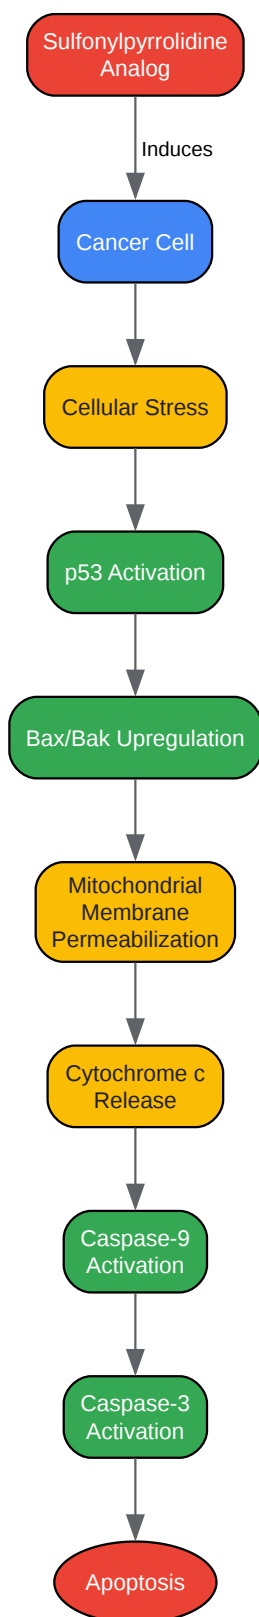 Sulfonylpyrrolidine
Analog
Induces
Cancer Cell
Cellular Stress
p53 Activation
Bax/Bak Upregulation
Mitochondrial
Membrane
Permeabilization
Cytochrome c
Release
Caspase-9
Activation
Caspase-3
Activation
Apoptosis